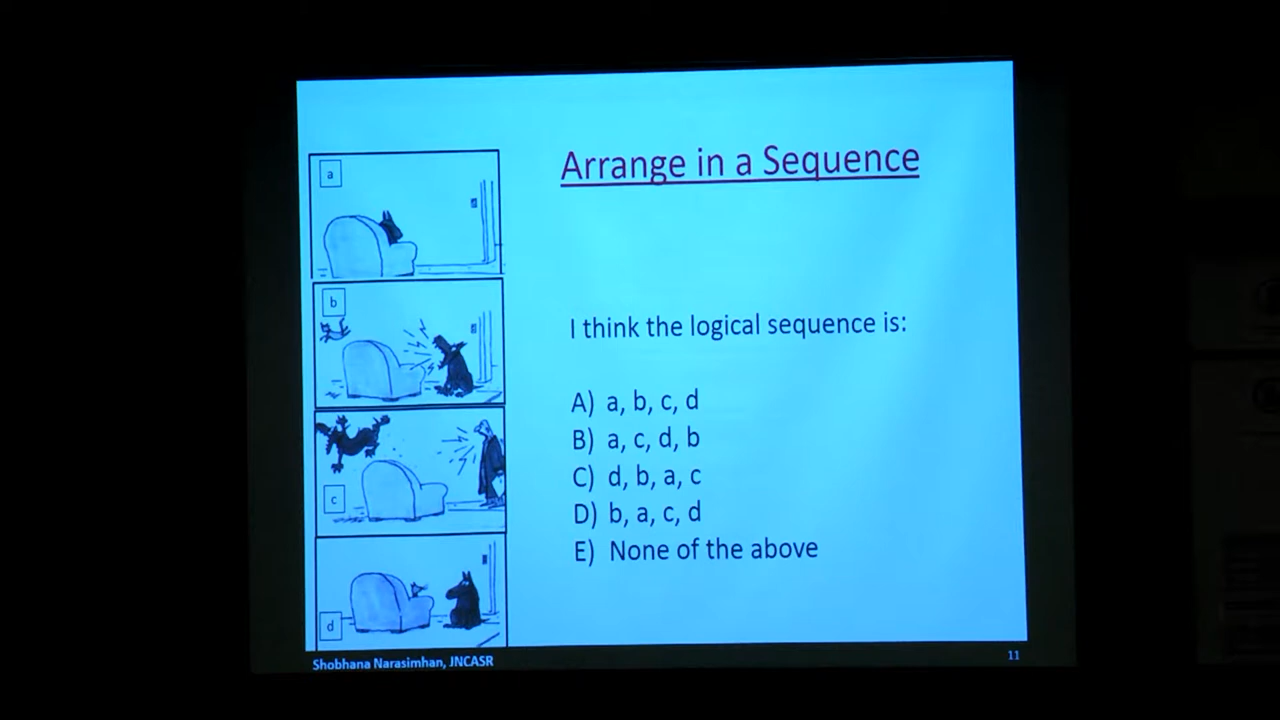 Arrange in a Sequence
a
b
c
d
I think the logical sequence is:
A) a, b, c, d
B) a, c, d, b
C) d, b, a, c
D) b, a, c, d
E) None of the above
Shobhana Narasimhan, JNCASR
11